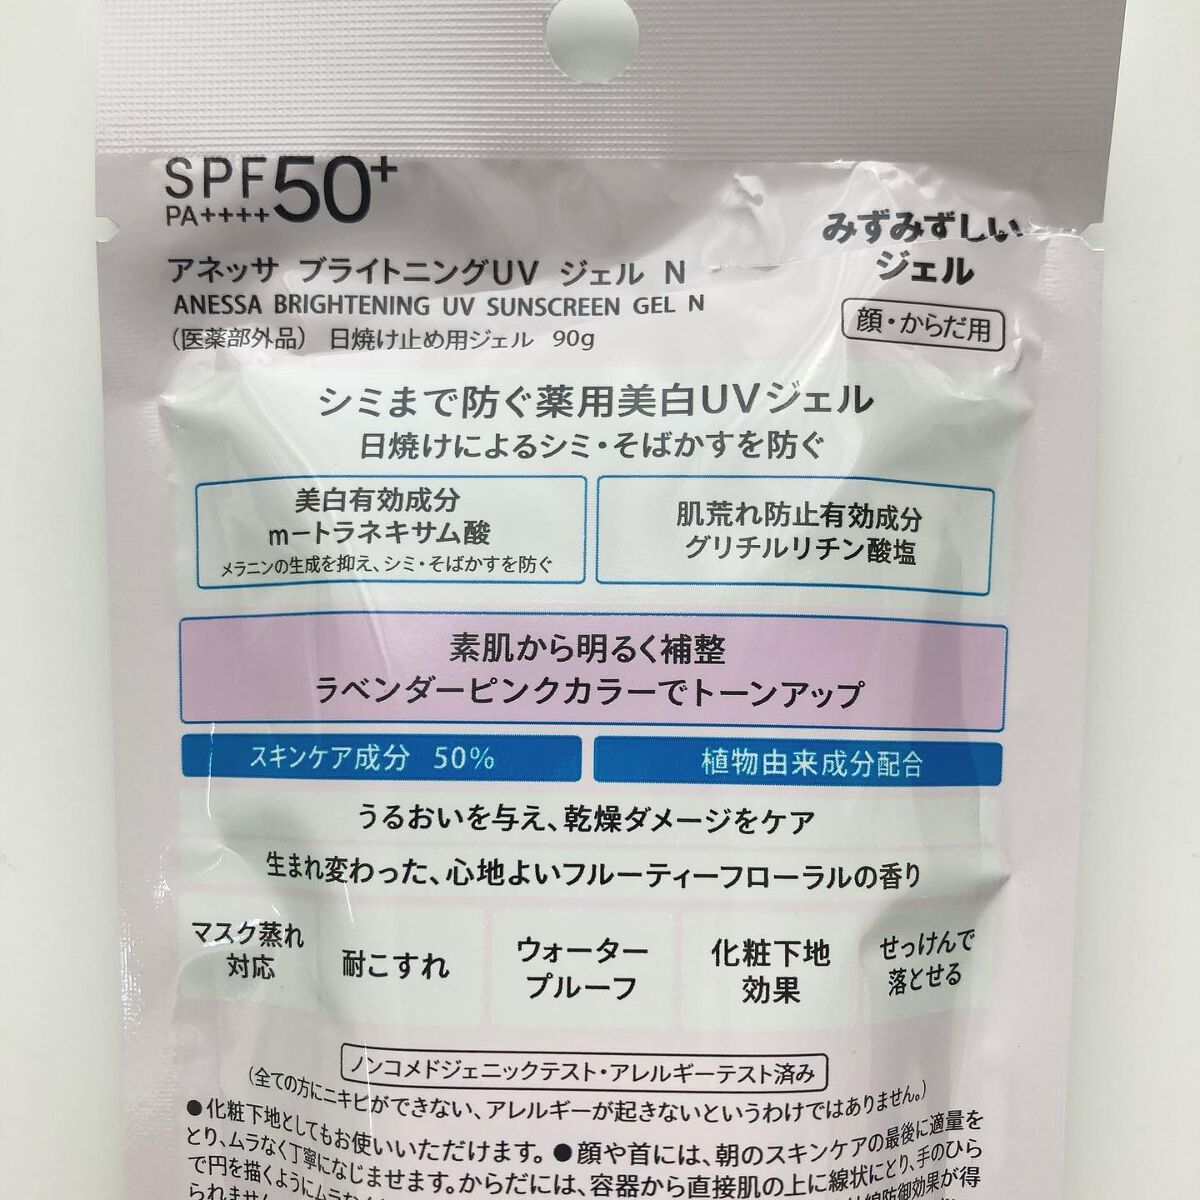 SPF50+
PA++++
みずみずしい
ジェル
アネッサ ブライトニングUV ジェル N
ANESSA BRIGHTENING UV SUNSCREEN GEL N
(医薬部外品) 日焼け止め用ジェル 90g
顔・からだ用
シミまで防ぐ薬用美白UVジェル
日焼けによるシミ・そばかすを防ぐ
美白有効成分
m−トラネキサム酸
メラニンの生成を抑え、シミ・そばかすを防ぐ
肌荒れ防止有効成分
グリチルリチン酸塩
素肌から明るく補整
ラベンダーピンクカラーでトーンアップ
スキンケア成分 50%
植物由来成分配合
うるおいを与え、乾燥ダメージをケア
生まれ変わった、心地よいフルーティーフローラルの香り
マスク蒸れ
対応
耐こすれ
ウォーター
プルーフ
化粧下地
効果
せっけんで
落とせる
ノンコメドジェニックテスト・アレルギーテスト済み
(全ての方にニキビができない、アレルギーが起きないというわけではありません。)
●化粧下地としてもお使いいただけます。●顔や首には、朝のスキンケアの最後に適量を
とり、ムラなく丁寧になじませます。からだには、容器から直接肌の上に線状にとり、手のひら
で円を描くようにムラなく
線防御効果が得
られません